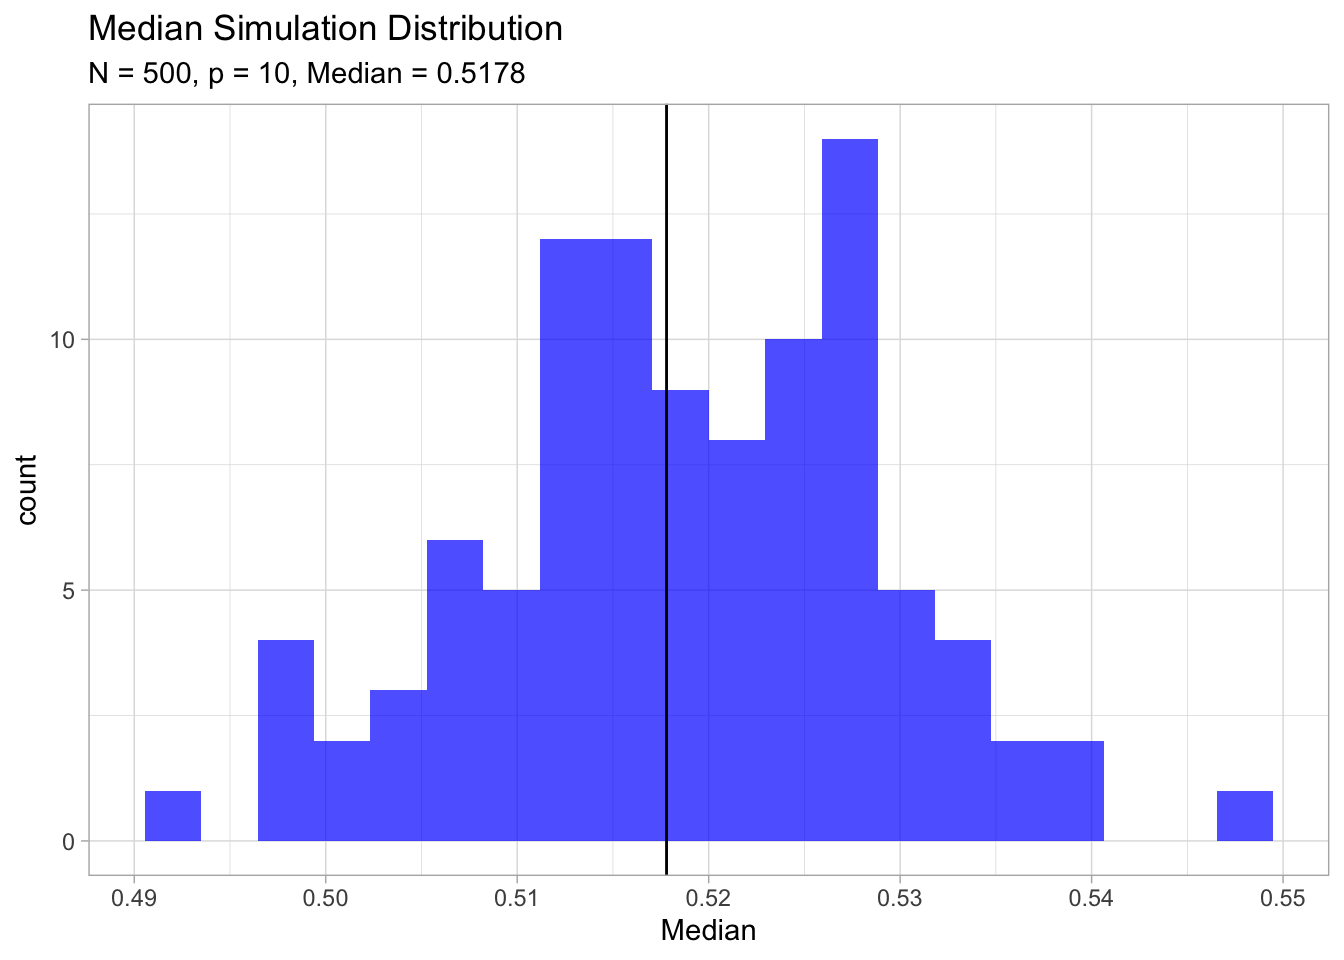 Median Simulation Distribution
N = 500, p = 10, Median = 0.5178
count
10
5
0
0.49 0.50 0.51 0.52 0.53 0.54 0.55
Median